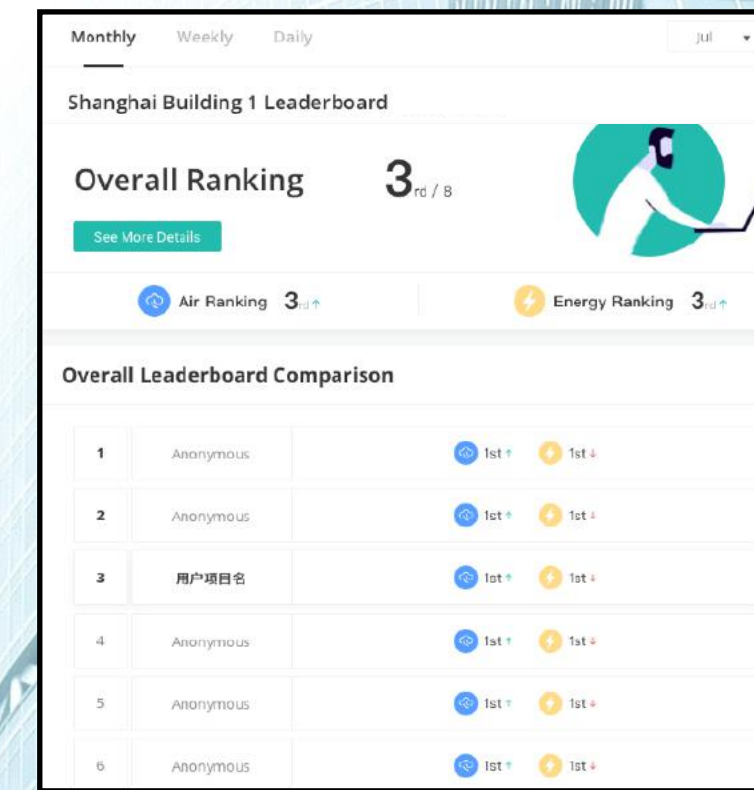 Monthly Weekly Daily Jul
Shanghai Building 1 Leaderboard
Overall Ranking 3rd / 8
See More Details
Air Ranking 3rd↑ Energy Ranking 3rd↑
Overall Leaderboard Comparison
1 Anonymous 1st↑ 1st↓
2 Anonymous 1st↑ 1st↓
3 用户项目名 1st↑ 1st↓
4 Anonymous 1st↑ 1st↓
5 Anonymous 1st↑ 1st↓
6 Anonymous 1st↑ 1st↓